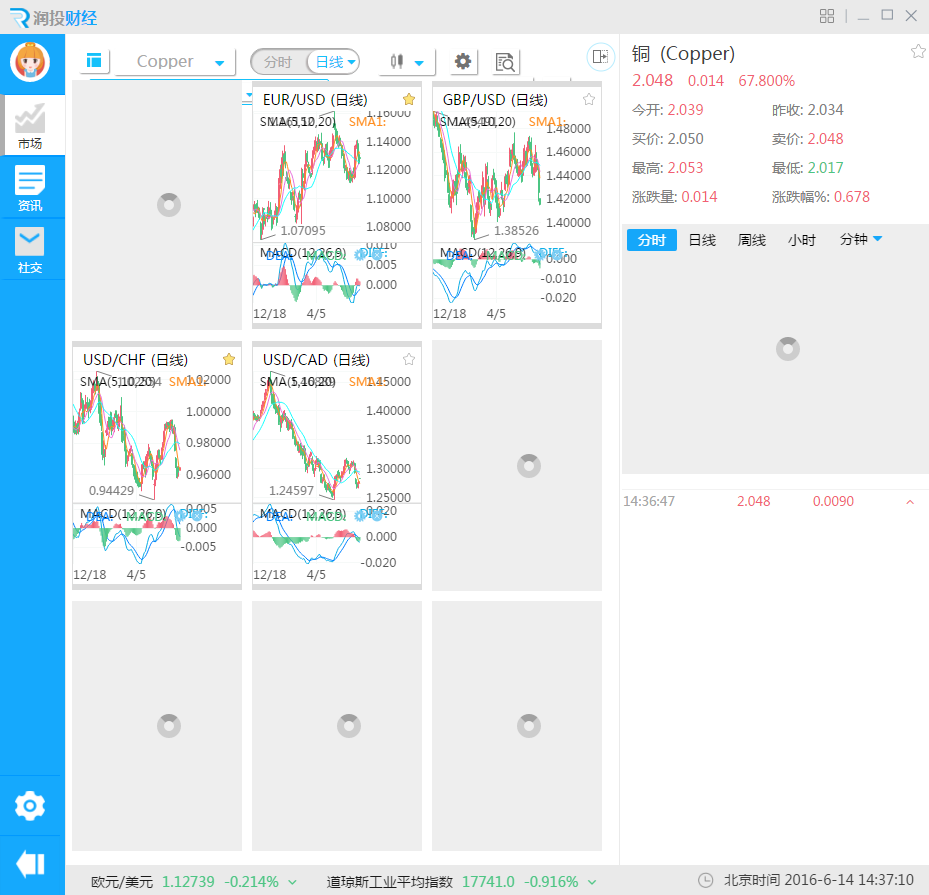 润投财经
市场
资讯
社交
Copper
分时
日线
EUR/USD (日线)
SMA(5,10,20)
SMA1:
1.16000
1.14000
1.12000
1.10000
1.08000
1.07095
MACD(12,26,9)
DEA:
MACD:
DIFF:
0.010
0.005
0.000
12/18
4/5
GBP/USD (日线)
SMA(5,10,20)
SMA1:
1.48000
1.46000
1.44000
1.42000
1.40000
1.38526
MACD(12,26,9)
DEA:
MACD:
DIFF:
0.000
-0.010
-0.020
12/18
4/5
USD/CHF (日线)
SMA(5,10,20)
SMA1:
1.02000
1.00000
0.98000
0.96000
0.94429
MACD(12,26,9)
DEA:
MACD:
0.005
0.000
-0.005
12/18
4/5
USD/CAD (日线)
SMA(5,10,20)
SMA1:
1.45000
1.40000
1.35000
1.30000
1.25000
1.24597
MACD(12,26,9)
DEA:
MACD:
0.020
0.000
-0.020
12/18
4/5
铜 (Copper)
2.048 0.014 67.800%
今开: 2.039 昨收: 2.034
买价: 2.050 卖价: 2.048
最高: 2.053 最低: 2.017
涨跌量: 0.014 涨跌幅%: 0.678
分时 日线 周线 小时 分钟
14:36:47 2.048 0.0090
欧元/美元 1.12739 -0.214% 道琼斯工业平均指数 17741.0 -0.916% 北京时间 2016-6-14 14:37:10